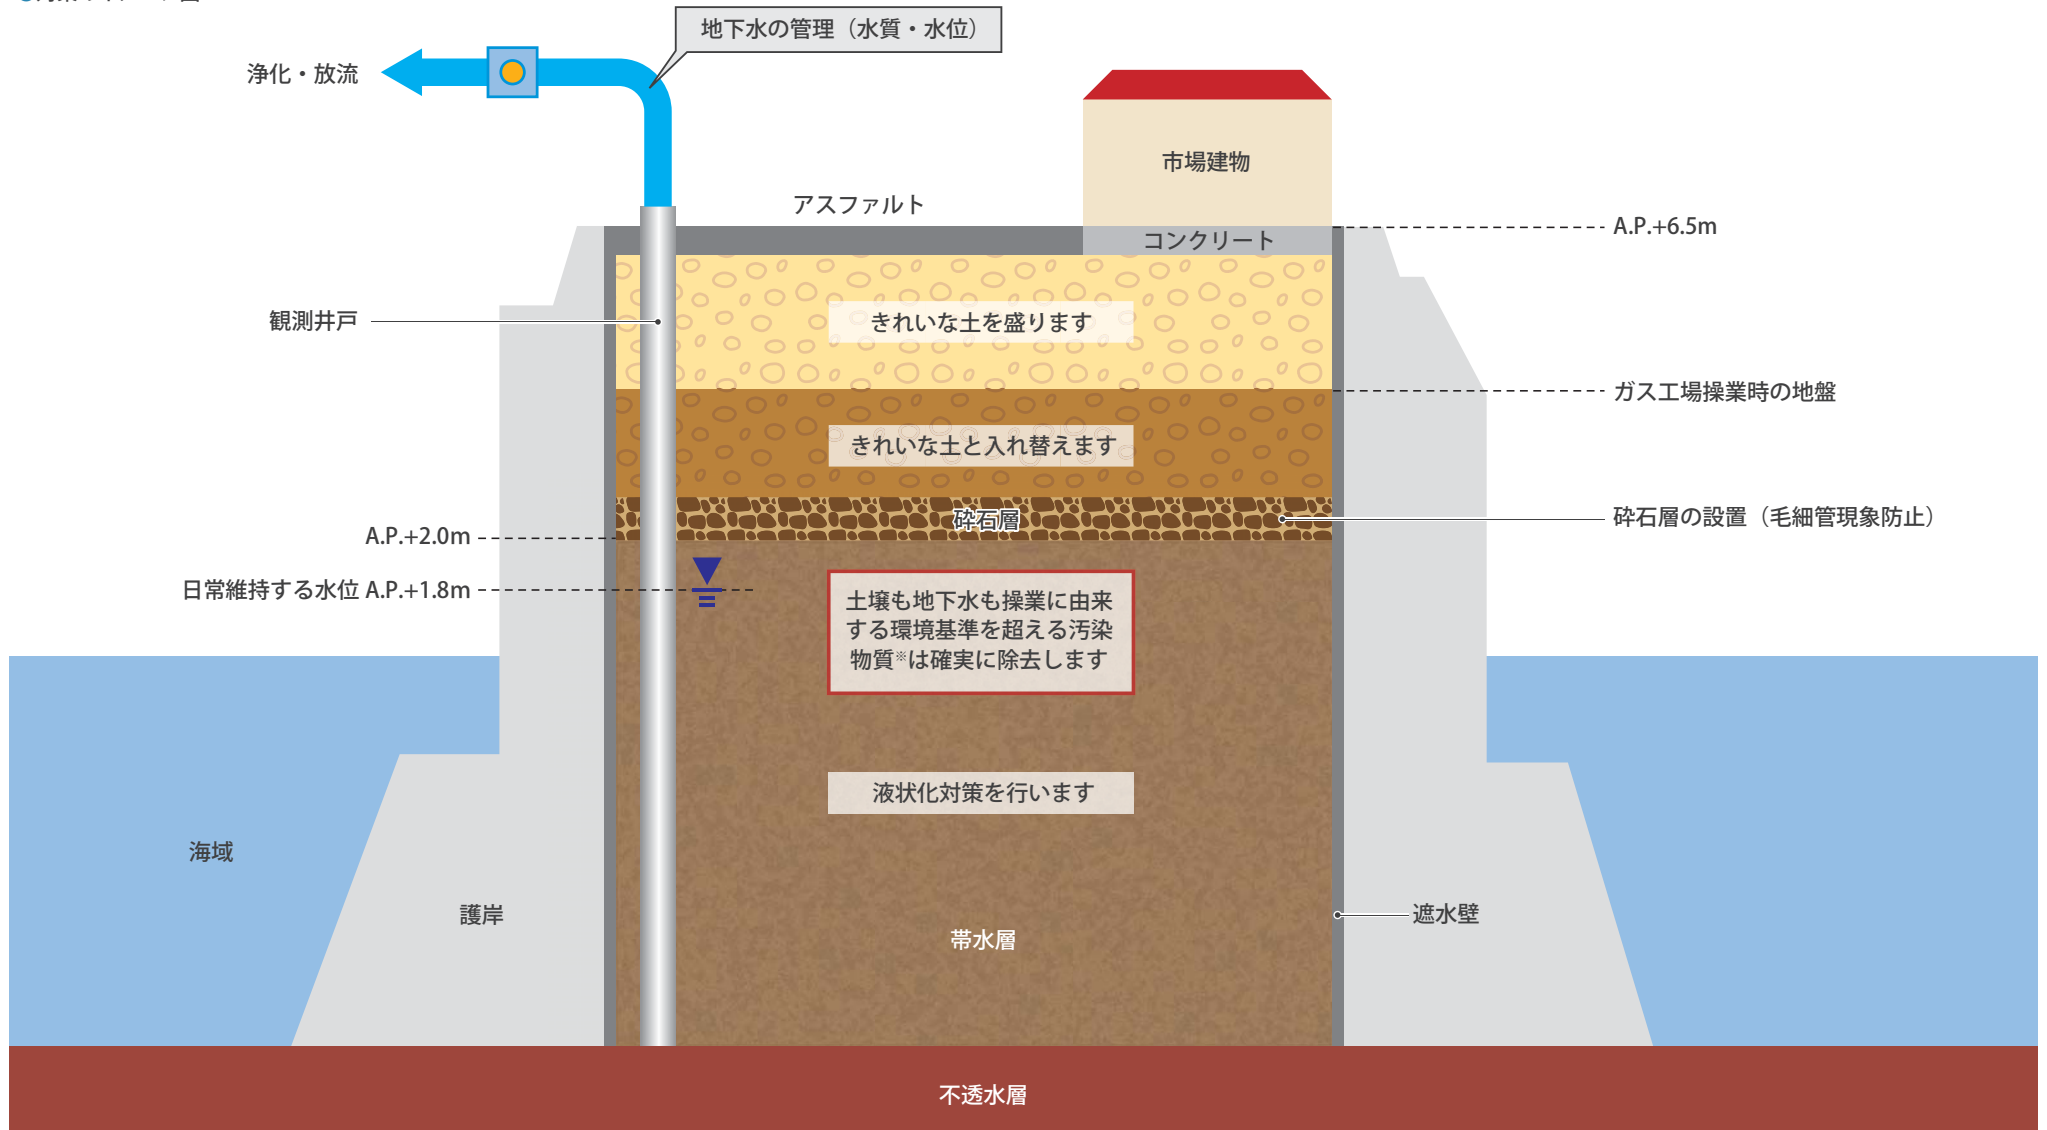 地下水の管理（水質・水位）
浄化・放流
市場建物
アスファルト
コンクリート
A.P.+6.5m
観測井戸
きれいな土を盛ります
ガス工場操業時の地盤
きれいな土と入れ替えます
砕石層
砕石層の設置（毛細管現象防止）
A.P.+2.0m
日常維持する水位 A.P.+1.8m
土壌も地下水も操業に由来
する環境基準を超える汚染
物質※は確実に除去します
液状化対策を行います
海域
護岸
遮水壁
帯水層
不透水層